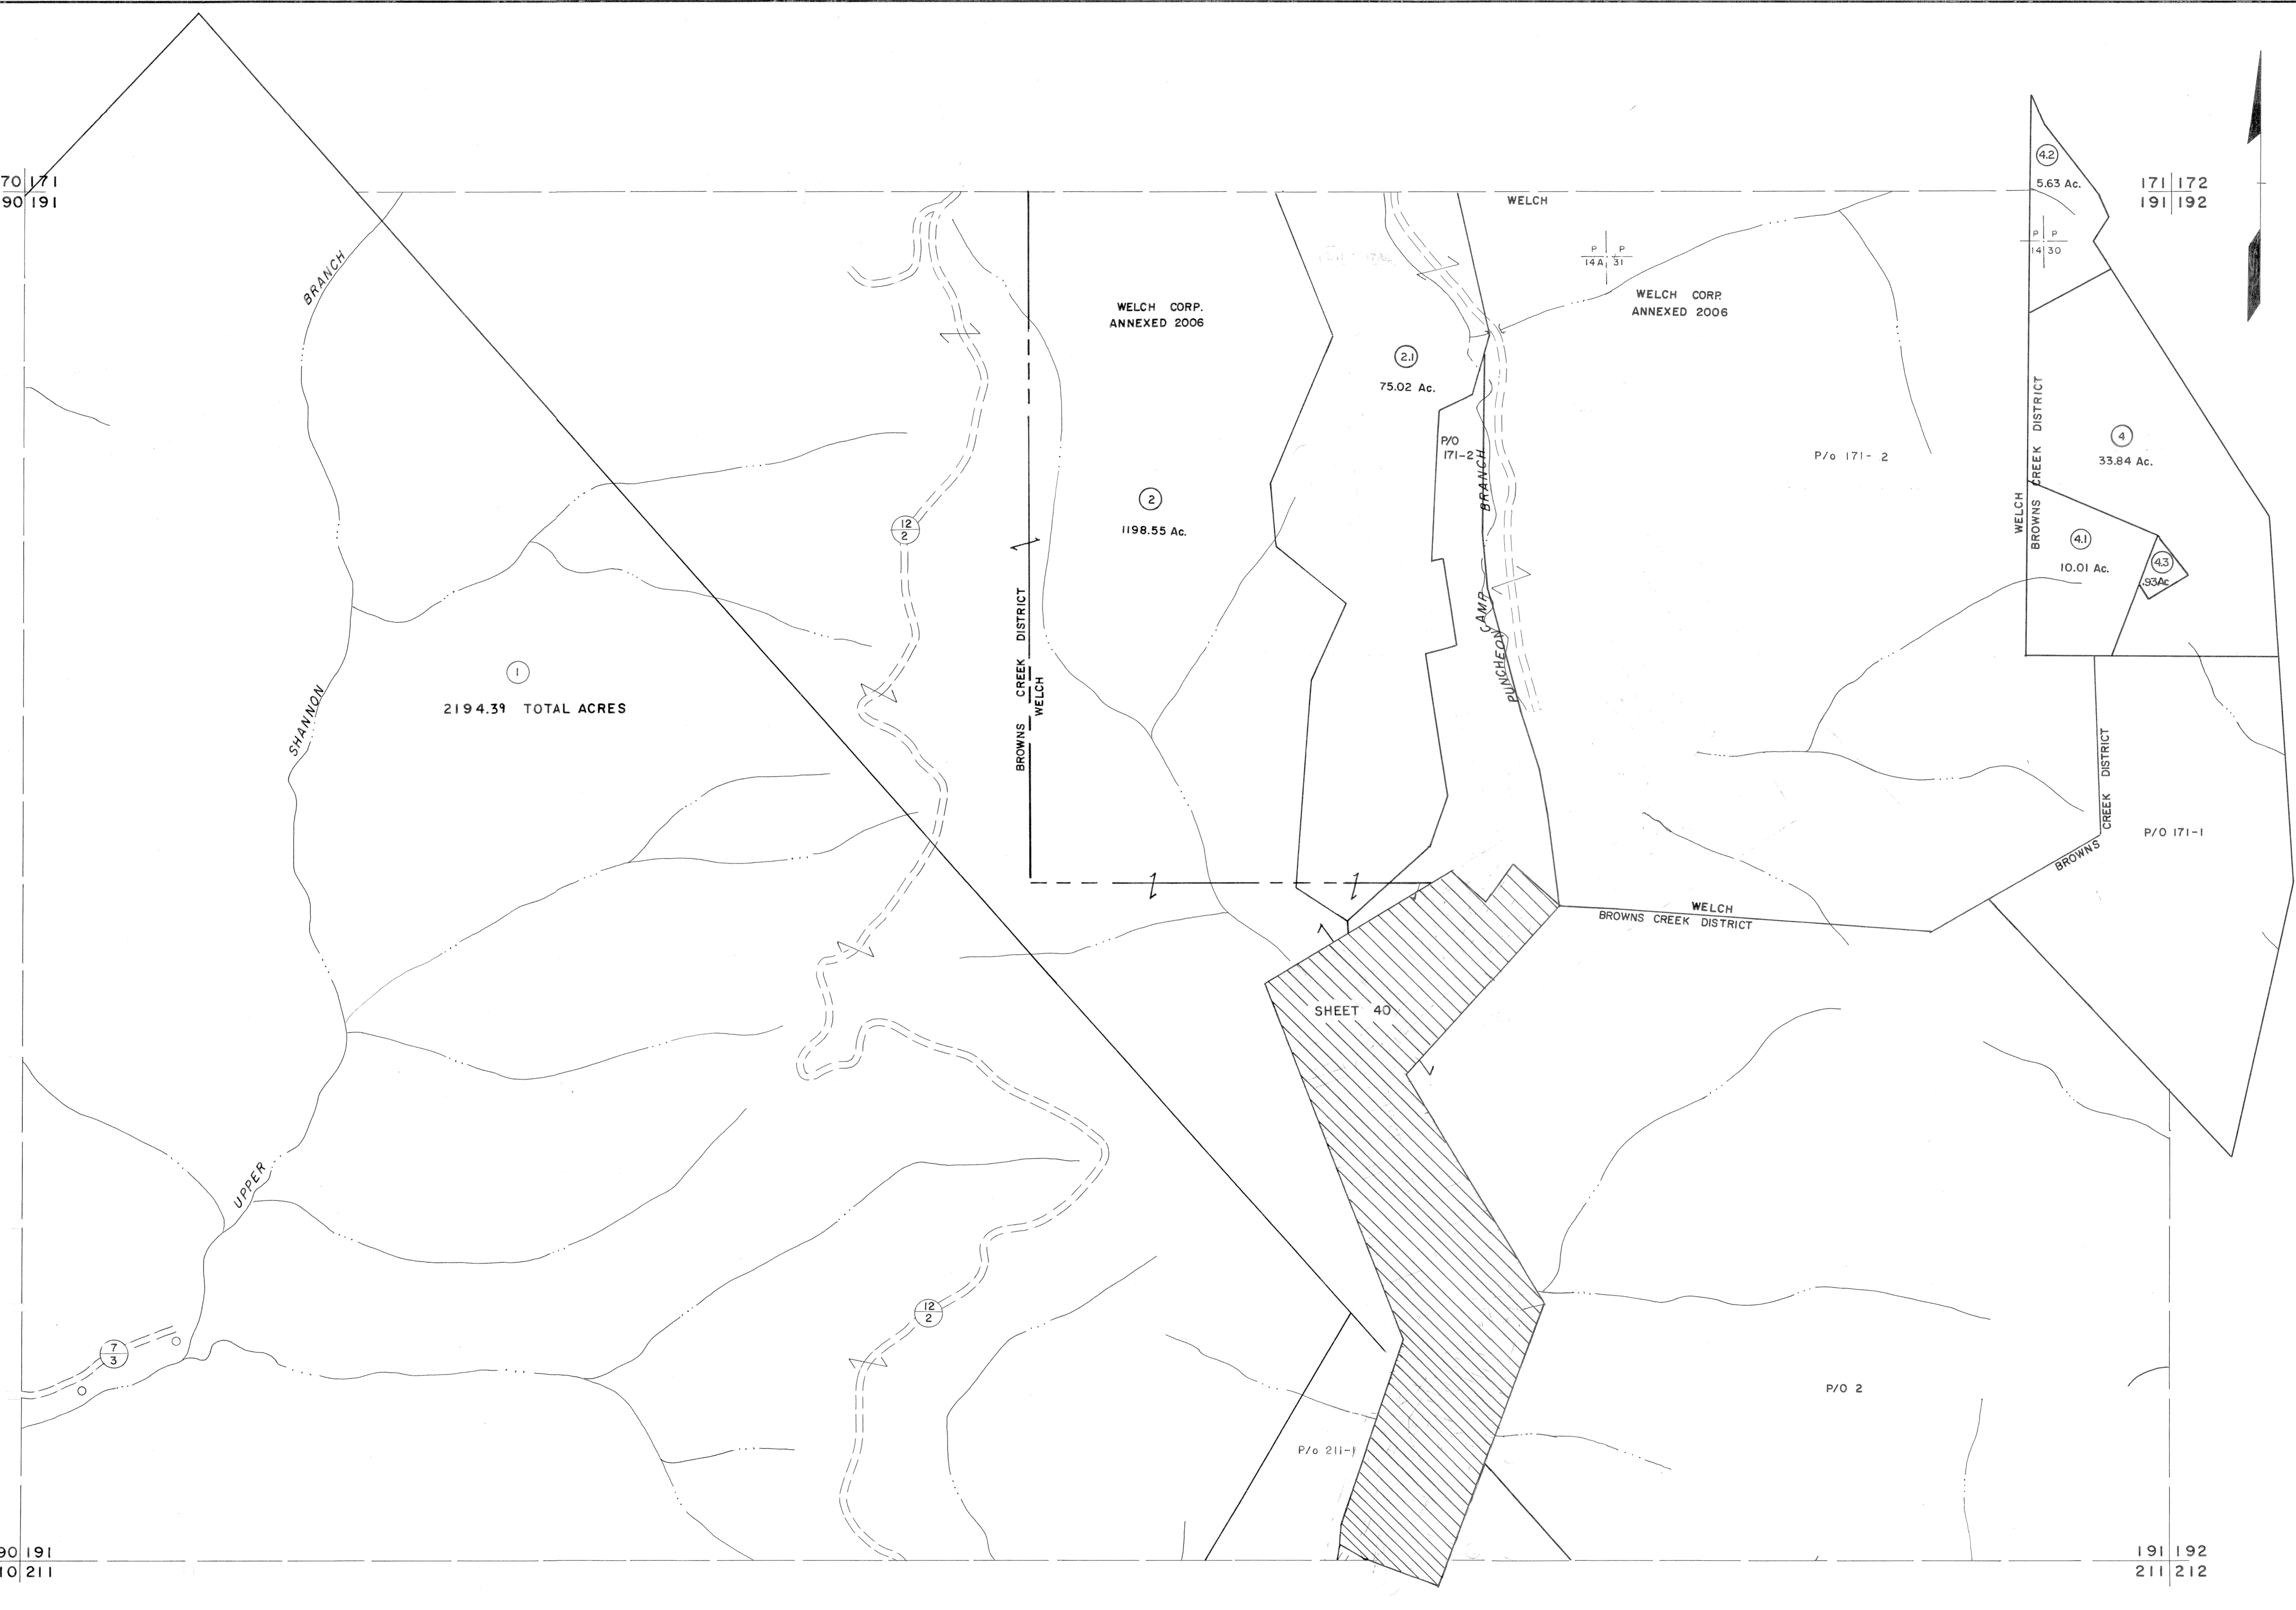 70 171
90 191
171 172
191 192
4.2
5.63 Ac.
P P
14 30
WELCH
P P
14A 31
BRANCH
WELCH CORP.
ANNEXED 2006
WELCH CORP.
ANNEXED 2006
2.1
75.02 Ac.
P/O
171-2
P/o 171-2
4
33.84 Ac.
BROWNS CREEK DISTRICT
WELCH
2
1198.55 Ac.
12
2
4.1
10.01 Ac.
4.3
.93Ac
1
2194.39 TOTAL ACRES
SHANNON
BROWNS CREEK DISTRICT
WELCH
PUNCHEON CAMP BRANCH
P/O 171-1
BROWNS CREEK DISTRICT
WELCH
BROWNS CREEK DISTRICT
SHEET 40
UPPER
12
2
7
3
P/O 2
P/o 211-1
90 191
10 211
191 192
211 212